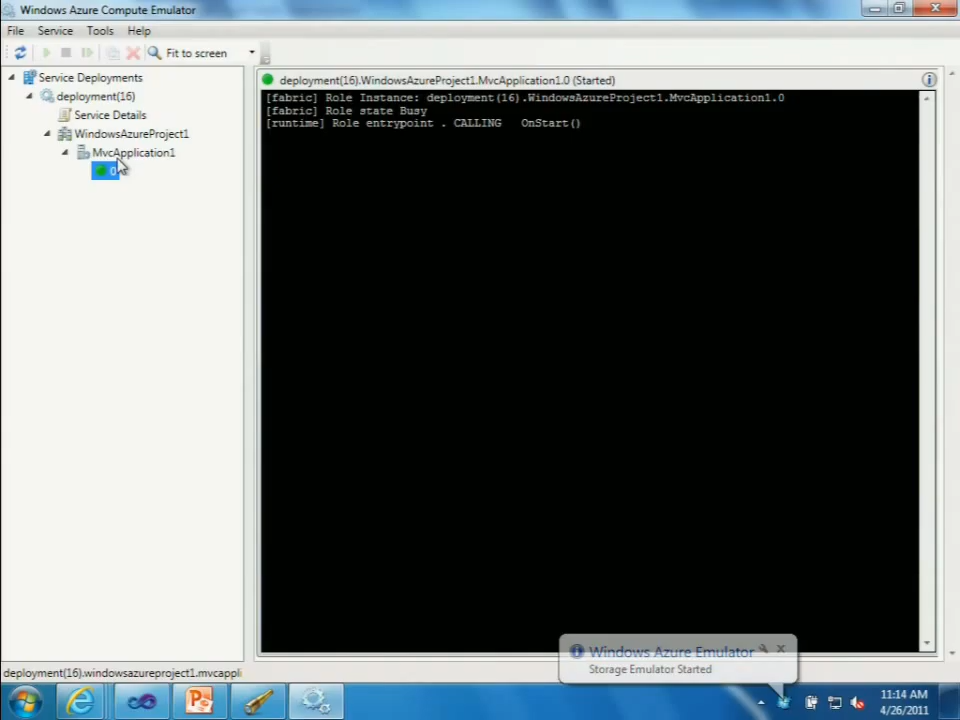 Windows Azure Compute Emulator
File Service Tools Help
Fit to screen
Service Deployments
deployment(16)
Service Details
WindowsAzureProject1
MvcApplication1
0
deployment(16).WindowsAzureProject1.MvcApplication1.0 (Started)
[fabric] Role Instance: deployment(16).WindowsAzureProject1.MvcApplication1.0
[fabric] Role state Busy
[runtime] Role entrypoint . CALLING OnStart()
Windows Azure Emulator
Storage Emulator Started
deployment(16).windowsazureproject1.mvcappli
11:14 AM
4/26/2011